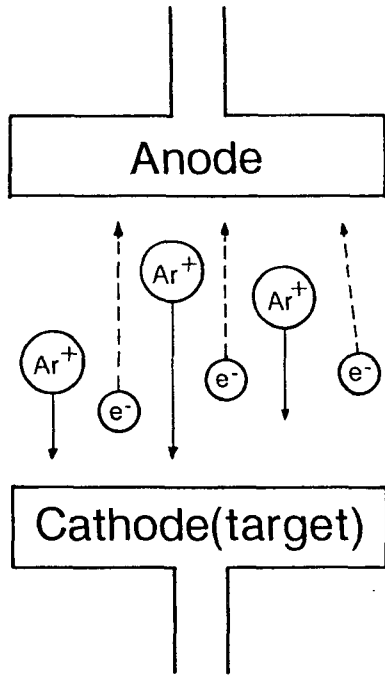 Anode
Ar+
Ar+
Ar+
e-
e-
e-
Cathode(target)